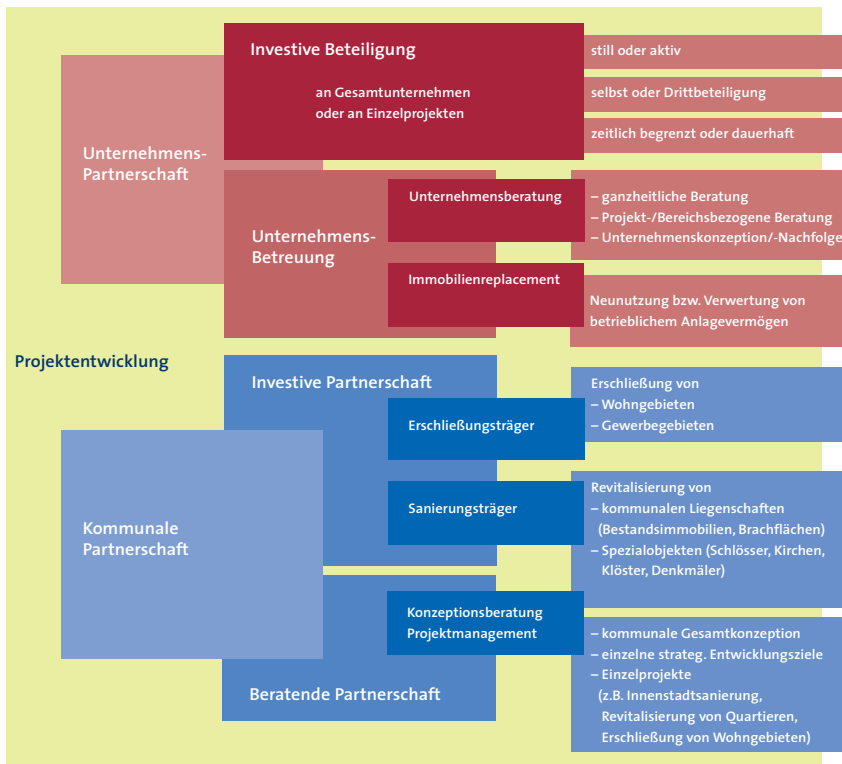 Investive Beteiligung
an Gesamtunternehmen
oder an Einzelprojekten
still oder aktiv
selbst oder Drittbeteiligung
zeitlich begrenzt oder dauerhaft
Unternehmens-
Partnerschaft
Unternehmens-
Betreuung
Unternehmensberatung
– ganzheitliche Beratung
– Projekt-/Bereichsbezogene Beratung
– Unternehmenskonzeption/-Nachfolge
Immobilienreplacement
Neunutzung bzw. Verwertung von
betrieblichem Anlagevermögen
Projektentwicklung
Investive Partnerschaft
Erschließungsträger
Erschließung von
– Wohngebieten
– Gewerbegebieten
Sanierungsträger
Revitalisierung von
– kommunalen Liegenschaften
(Bestandsimmobilien, Brachflächen)
– Spezialobjekten (Schlösser, Kirchen,
Klöster, Denkmäler)
Kommunale
Partnerschaft
Konzeptionsberatung
Projektmanagement
Beratende Partnerschaft
– kommunale Gesamtkonzeption
– einzelne strateg. Entwicklungsziele
– Einzelprojekte
(z.B. Innenstadtsanierung,
Revitalisierung von Quartieren,
Erschließung von Wohngebieten)